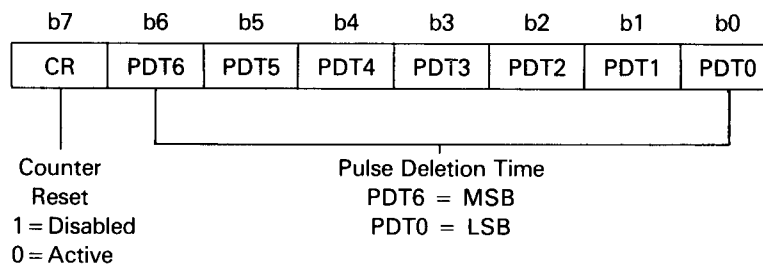 b7 b6 b5 b4 b3 b2 b1 b0
CR PDT6 PDT5 PDT4 PDT3 PDT2 PDT1 PDT0
Counter
Reset
1 = Disabled
0 = Active
Pulse Deletion Time
PDT6 = MSB
PDT0 = LSB